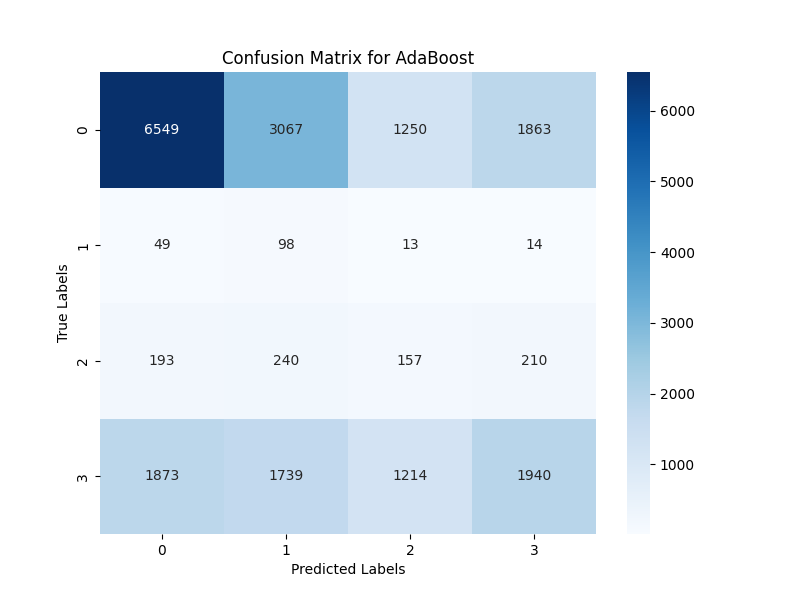 Confusion Matrix for AdaBoost
0 6549 3067 1250 1863
1 49 98 13 14
2 193 240 157 210
3 1873 1739 1214 1940
0 1 2 3
Predicted Labels
True Labels
6000
5000
4000
3000
2000
1000